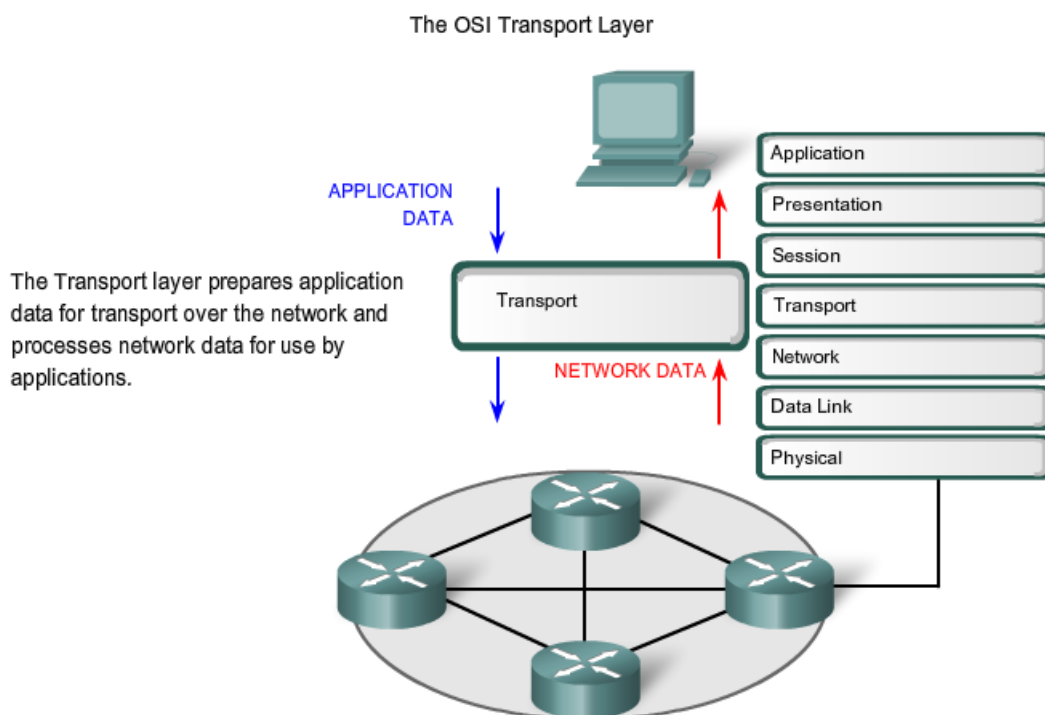 The OSI Transport Layer
APPLICATION
DATA
The Transport layer prepares application
data for transport over the network and
processes network data for use by
applications.
Transport
NETWORK DATA
Application
Presentation
Session
Transport
Network
Data Link
Physical